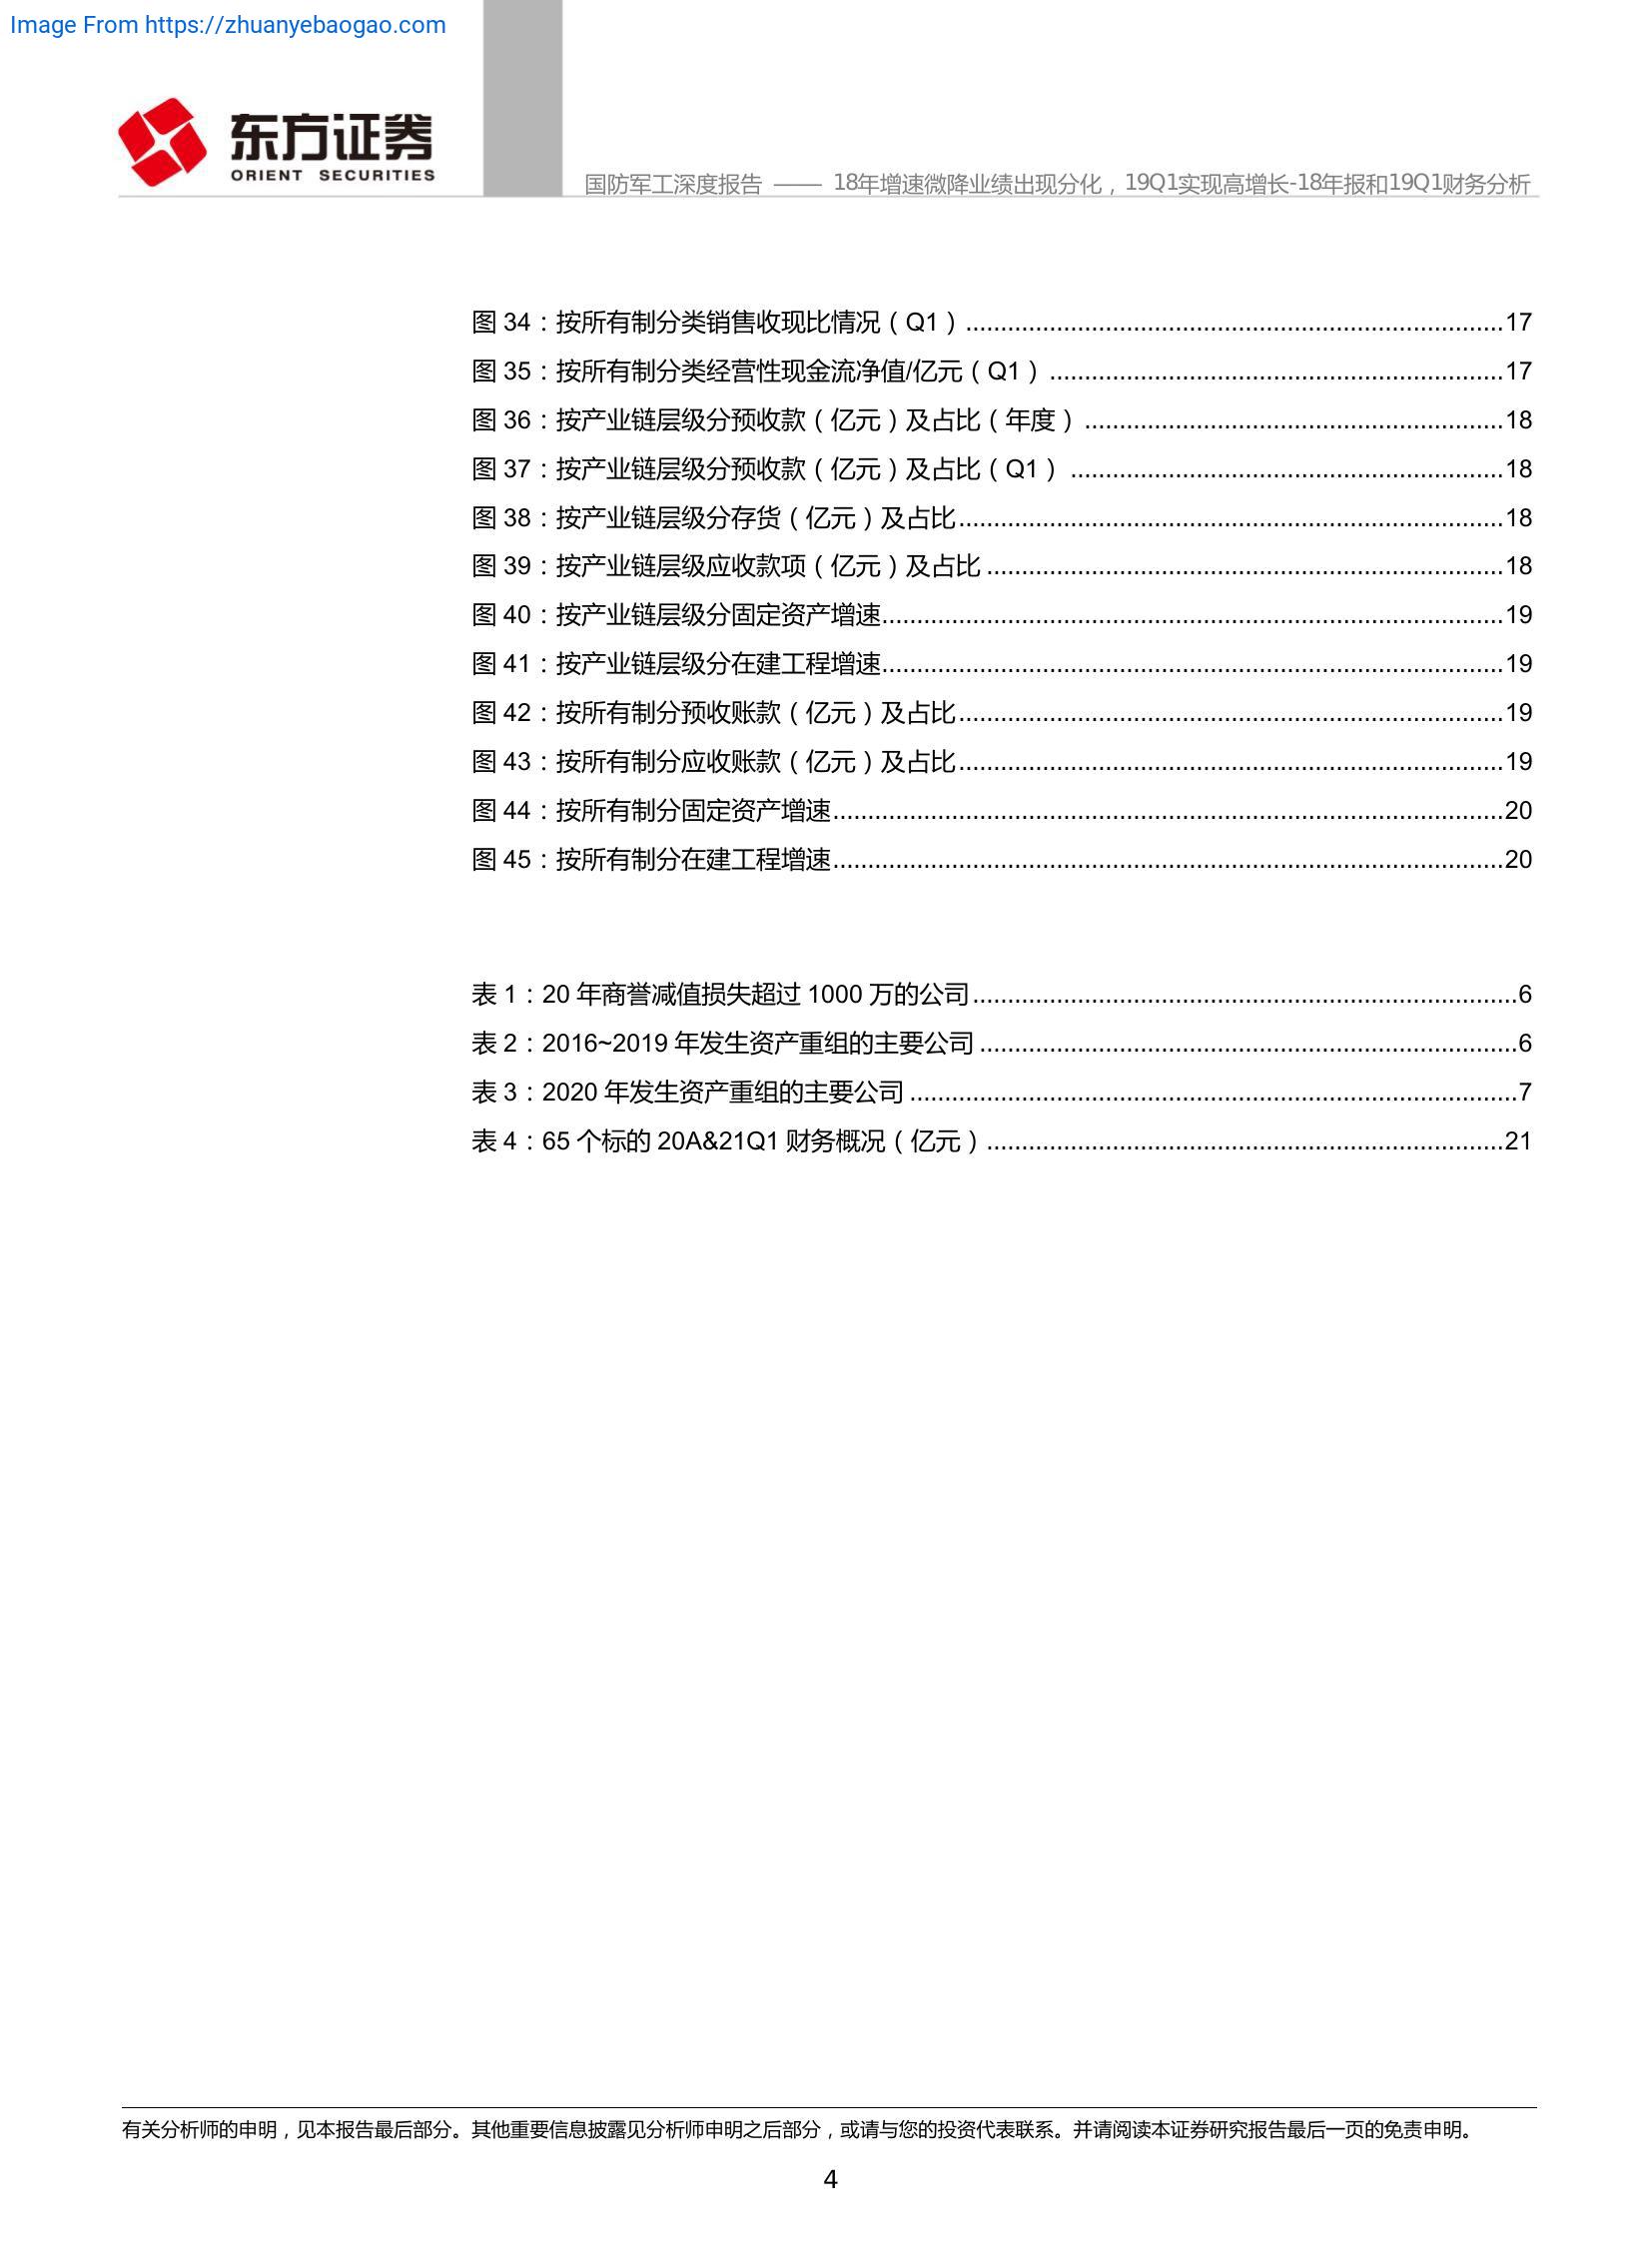 Image From https://zhuanyebaogao.com
东方证券
ORIENT SECURITIES
国防军工深度报告 —— 18年增速微降业绩出现分化，19Q1实现高增长-18年报和19Q1财务分析
图 34：按所有制分类销售收现比情况（Q1）................................................................................17
图 35：按所有制分类经营性现金流净值/亿元（Q1）....................................................................17
图 36：按产业链层级分预收款（亿元）及占比（年度）...............................................................18
图 37：按产业链层级分预收款（亿元）及占比（Q1）.................................................................18
图 38：按产业链层级分存货（亿元）及占比.................................................................................18
图 39：按产业链层级应收款项（亿元）及占比.............................................................................18
图 40：按产业链层级分固定资产增速............................................................................................19
图 41：按产业链层级分在建工程增速............................................................................................19
图 42：按所有制分预收账款（亿元）及占比.................................................................................19
图 43：按所有制分应收账款（亿元）及占比.................................................................................19
图 44：按所有制分固定资产增速...................................................................................................20
图 45：按所有制分在建工程增速...................................................................................................20
表 1：20 年商誉减值损失超过 1000 万的公司.................................................................................6
表 2：2016~2019 年发生资产重组的主要公司................................................................................6
表 3：2020 年发生资产重组的主要公司..........................................................................................7
表 4：65 个标的 20A&21Q1 财务概况（亿元）.............................................................................21
有关分析师的申明，见本报告最后部分。其他重要信息披露见分析师申明之后部分，或请与您的投资代表联系。并请阅读本证券研究报告最后一页的免责申明。
4